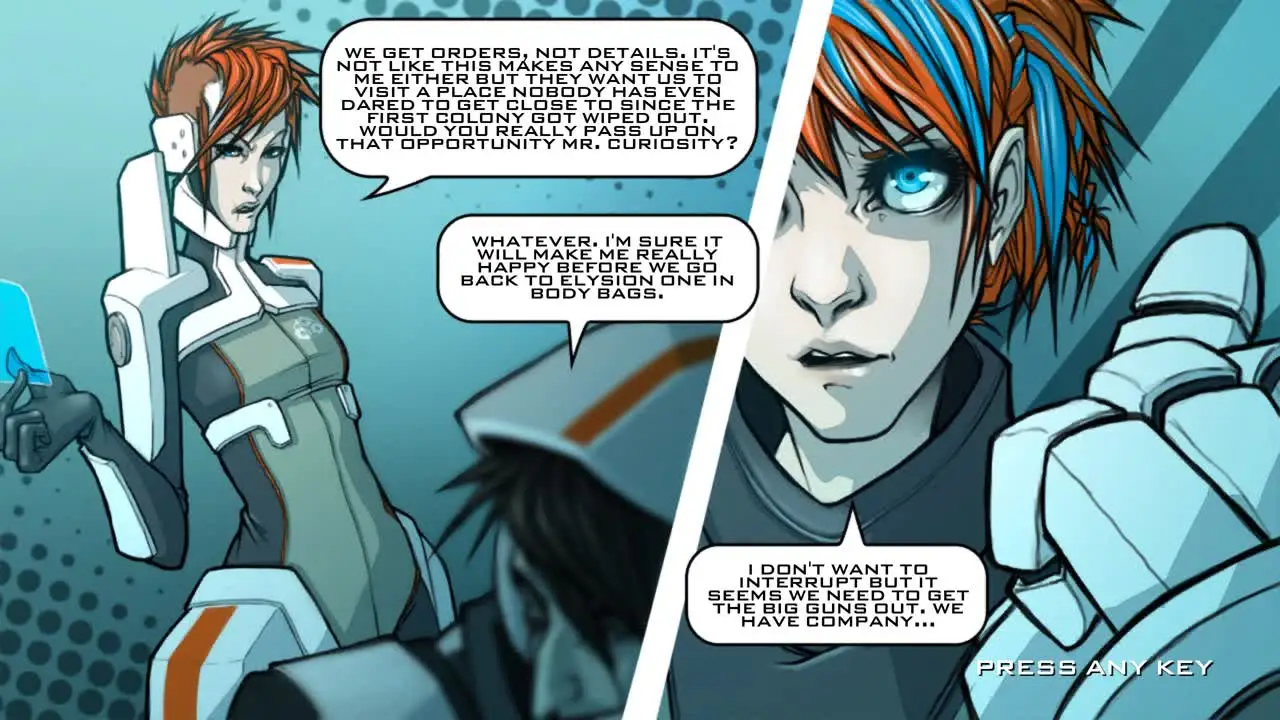 WE GET ORDERS, NOT DETAILS. IT'S
NOT LIKE THIS MAKES ANY SENSE TO
ME EITHER BUT THEY WANT US TO
VISIT A PLACE NOBODY HAS EVEN
DARED TO GET CLOSE TO SINCE THE
FIRST COLONY GOT WIPED OUT.
WOULD YOU REALLY PASS UP ON
THAT OPPORTUNITY MR. CURIOSITY?
WHATEVER. I'M SURE IT
WILL MAKE ME REALLY
HAPPY BEFORE WE GO
BACK TO ELYSION ONE IN
BODY BAGS.
I DON'T WANT TO
INTERRUPT BUT IT
SEEMS WE NEED TO GET
THE BIG GUNS OUT. WE
HAVE COMPANY...
PRESS ANY KEY